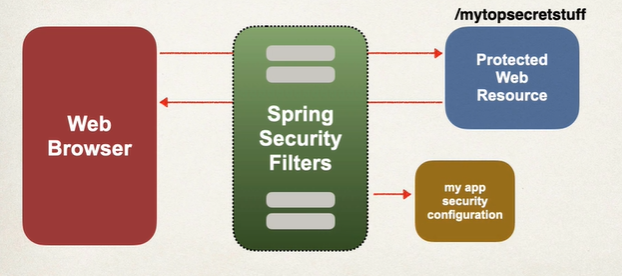 /mytopsecretstuff
Web
Browser
Spring
Security
Filters
Protected
Web
Resource
my app
security
configuration